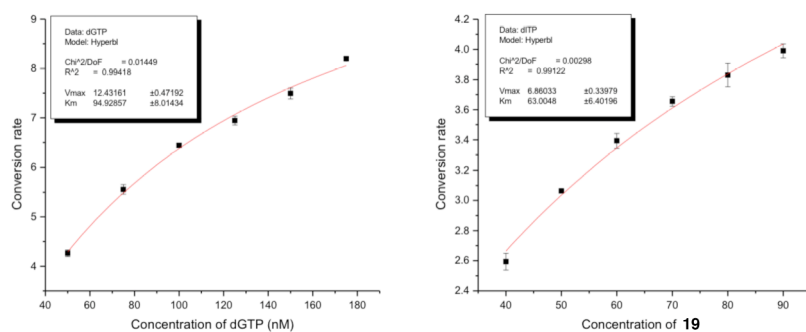 Data: dGTP
Model: Hyperbl
Chi^2/DoF = 0.01449
R^2 = 0.99418
Vmax 12.43161 ±0.47192
Km 94.92857 ±8.01434
9
8
7
6
5
4
Conversion rate
40 60 80 100 120 140 160 180
Concentration of dGTP (nM)
Data: dITP
Model: Hyperbl
Chi^2/DoF = 0.00298
R^2 = 0.99122
Vmax 6.86033 ±0.33979
Km 63.0048 ±6.40196
4.2
4.0
3.8
3.6
3.4
3.2
3.0
2.8
2.6
2.4
Conversion rate
40 50 60 70 80 90
Concentration of 19